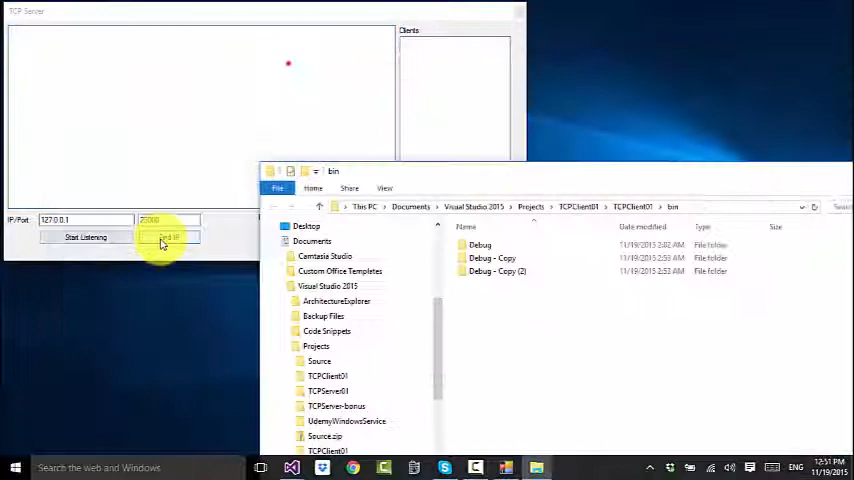 TCP Server
Clients
IP/Port: 127.0.0.1 23000
Start Listening Find IP
bin
File Home Share View
This PC Documents Visual Studio 2015 Projects TCPClient01 TCPClient01 bin Search
Desktop
Documents
Camtasia Studio
Custom Office Templates
Visual Studio 2015
ArchitectureExplorer
Backup Files
Code Snippets
Projects
Source
TCPClient01
TCPServer01
TCPServer-bonus
UdemyWindowsService
Source.zip
TCPClient01
Name Date modified Type Size
Debug 11/19/2015 2:02 AM File folder
Debug - Copy 11/19/2015 2:53 AM File folder
Debug - Copy (2) 11/19/2015 2:53 AM File folder
Search the web and Windows
ENG
12:51 PM
11/19/2015